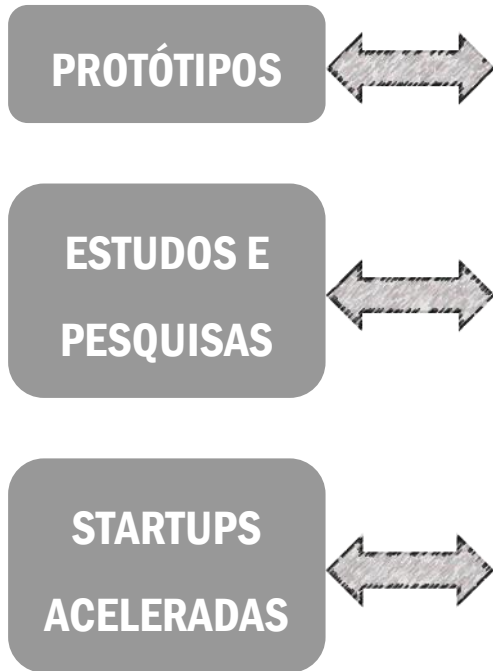 PROTÓTIPOS
ESTUDOS E
PESQUISAS
STARTUPS
ACELERADAS